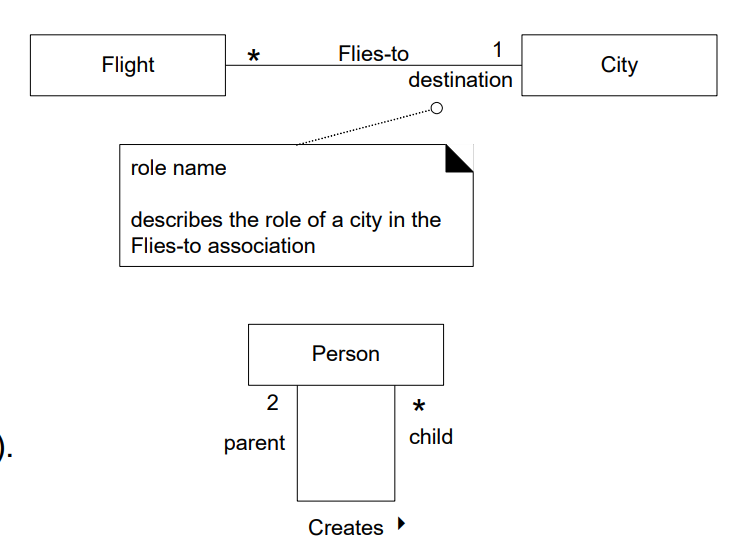 Flight
*
Flies-to
1
City
destination
role name
describes the role of a city in the
Flies-to association
Person
2
*
parent
child
).
Creates